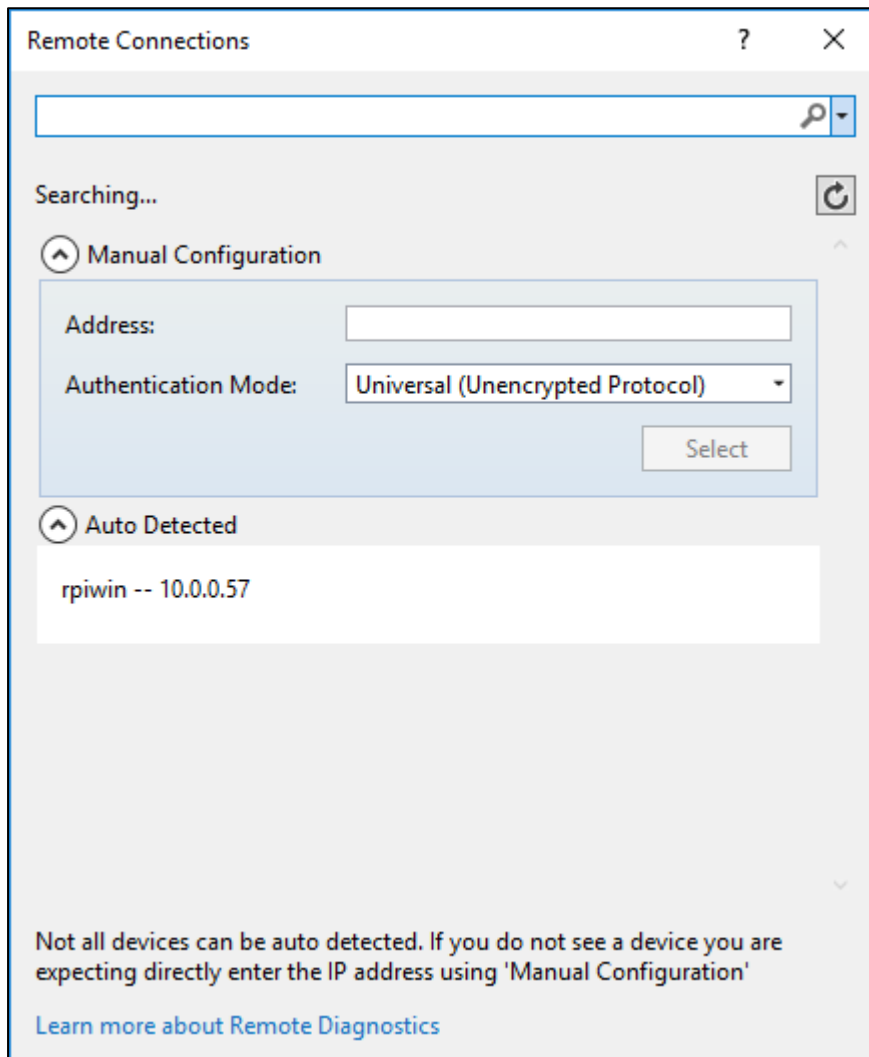 Remote Connections ?
Searching...
Manual Configuration
Address:
Authentication Mode: Universal (Unencrypted Protocol)
Select
Auto Detected
rpiwin -- 10.0.0.57
Not all devices can be auto detected. If you do not see a device you are
expecting directly enter the IP address using 'Manual Configuration'
Learn more about Remote Diagnostics